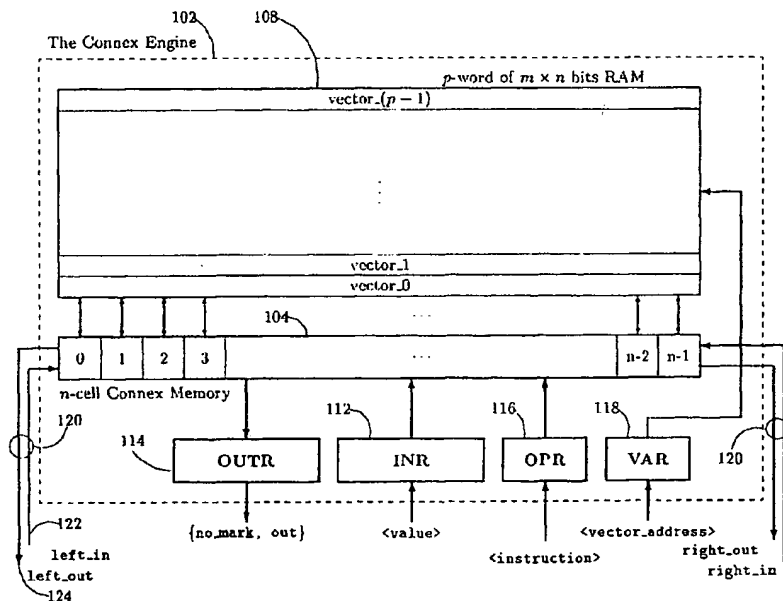 102
108
The Connex Engine
p-word of m × n bits RAM
vector_(p − 1)
vector_1
vector_0
104
0 1 2 3 n-2 n-1
n-cell Connex Memory
120
114
112
116
118
120
OUTR INR OPR VAR
122
{no_mark, out} <value> <instruction> <vector_address>
left_in
left_out
right_out
right_in
124